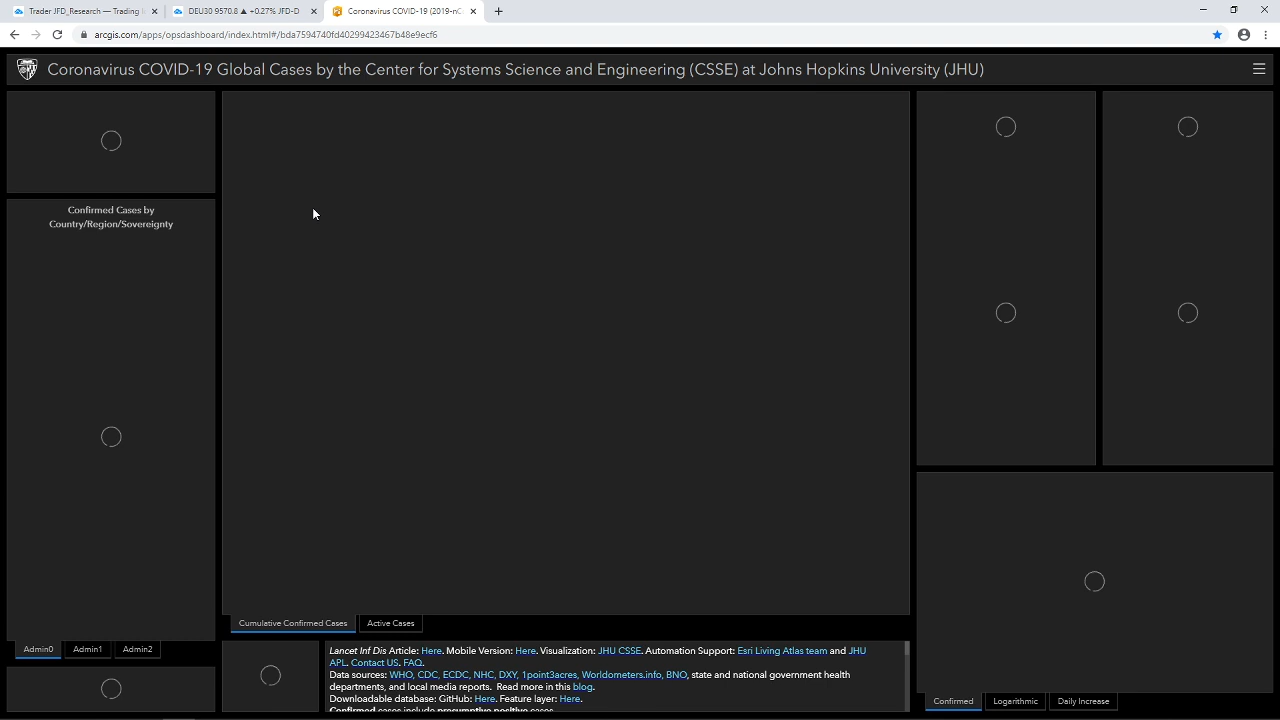 Trader JFD_Research — Trading I
DEU30 9570.8 ▲ +0.27% JFD-D
Coronavirus COVID-19 (2019-nC
arcgis.com/apps/opsdashboard/index.html#/bda7594740fd40299423467b48e9ecf6
Coronavirus COVID-19 Global Cases by the Center for Systems Science and Engineering (CSSE) at Johns Hopkins University (JHU)
Confirmed Cases by
Country/Region/Sovereignty
Cumulative Confirmed Cases
Active Cases
Admin0
Admin1
Admin2
Lancet Inf Dis Article: Here. Mobile Version: Here. Visualization: JHU CSSE. Automation Support: Esri Living Atlas team and JHU
APL. Contact US. FAQ.
Data sources: WHO, CDC, ECDC, NHC, DXY, 1point3acres, Worldometers.info, BNO, state and national government health
departments, and local media reports. Read more in this blog.
Downloadable database: GitHub: Here. Feature layer: Here.
Confirmed cases include presumptive positive cases
Confirmed
Logarithmic
Daily Increase